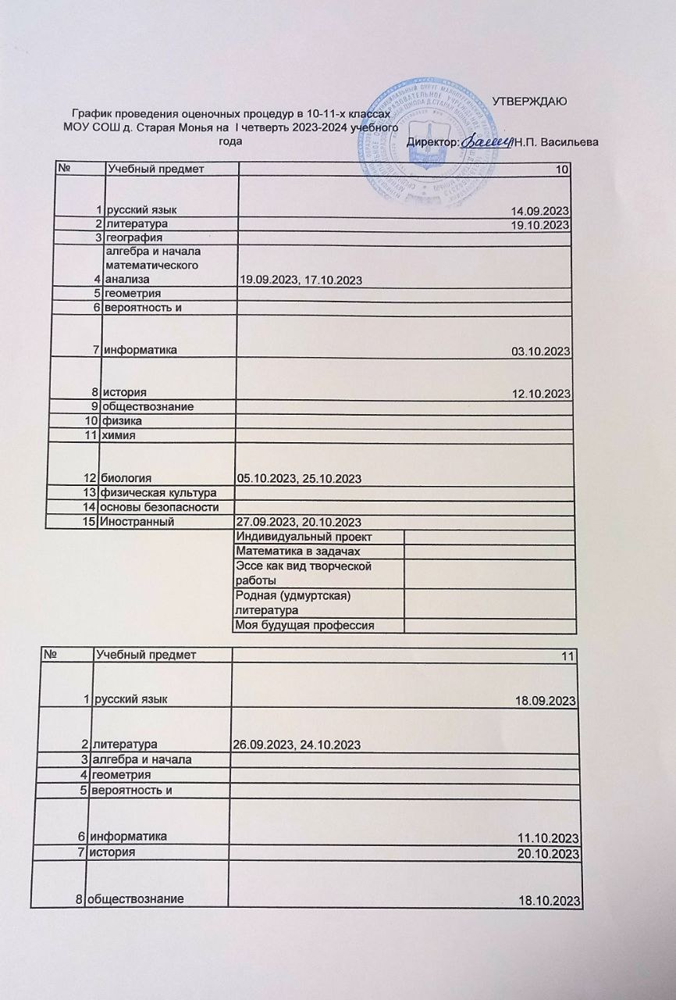 УТВЕРЖДАЮ
График проведения оценочных процедур в 10-11-х классах
МОУ СОШ д. Старая Монья на I четверть 2023-2024 учебного
года
Директор: /Н.П. Васильева
№ Учебный предмет 10
1 русский язык 14.09.2023
2 литература 19.10.2023
3 география
алгебра и начала
математического
4 анализа 19.09.2023, 17.10.2023
5 геометрия
6 вероятность и
7 информатика 03.10.2023
8 история 12.10.2023
9 обществознание
10 физика
11 химия
12 биология 05.10.2023, 25.10.2023
13 физическая культура
14 основы безопасности
15 Иностранный 27.09.2023, 20.10.2023
Индивидуальный проект
Математика в задачах
Эссе как вид творческой
работы
Родная (удмуртская)
литература
Моя будущая профессия
№ Учебный предмет 11
1 русский язык 18.09.2023
2 литература 26.09.2023, 24.10.2023
3 алгебра и начала
4 геометрия
5 вероятность и
6 информатика 11.10.2023
7 история 20.10.2023
8 обществознание 18.10.2023